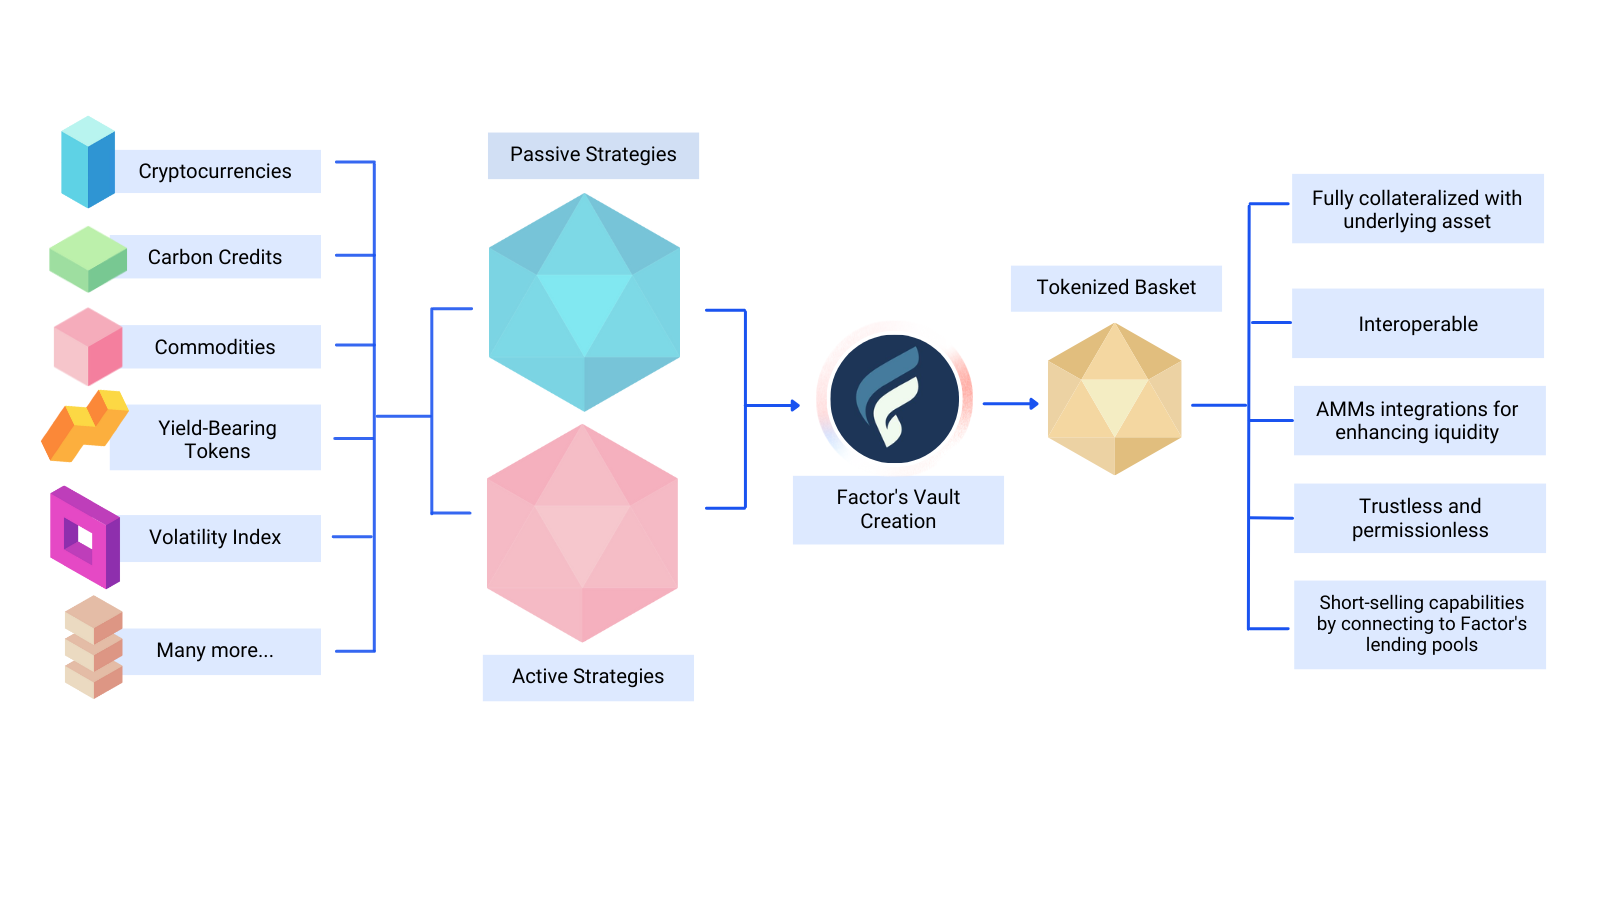 Cryptocurrencies
Carbon Credits
Commodities
Yield-Bearing
Tokens
Volatility Index
Many more...
Passive Strategies
Active Strategies
Factor's Vault
Creation
Tokenized Basket
Fully collateralized with
underlying asset
Interoperable
AMMs integrations for
enhancing iquidity
Trustless and
permissionless
Short-selling capabilities
by connecting to Factor's
lending pools